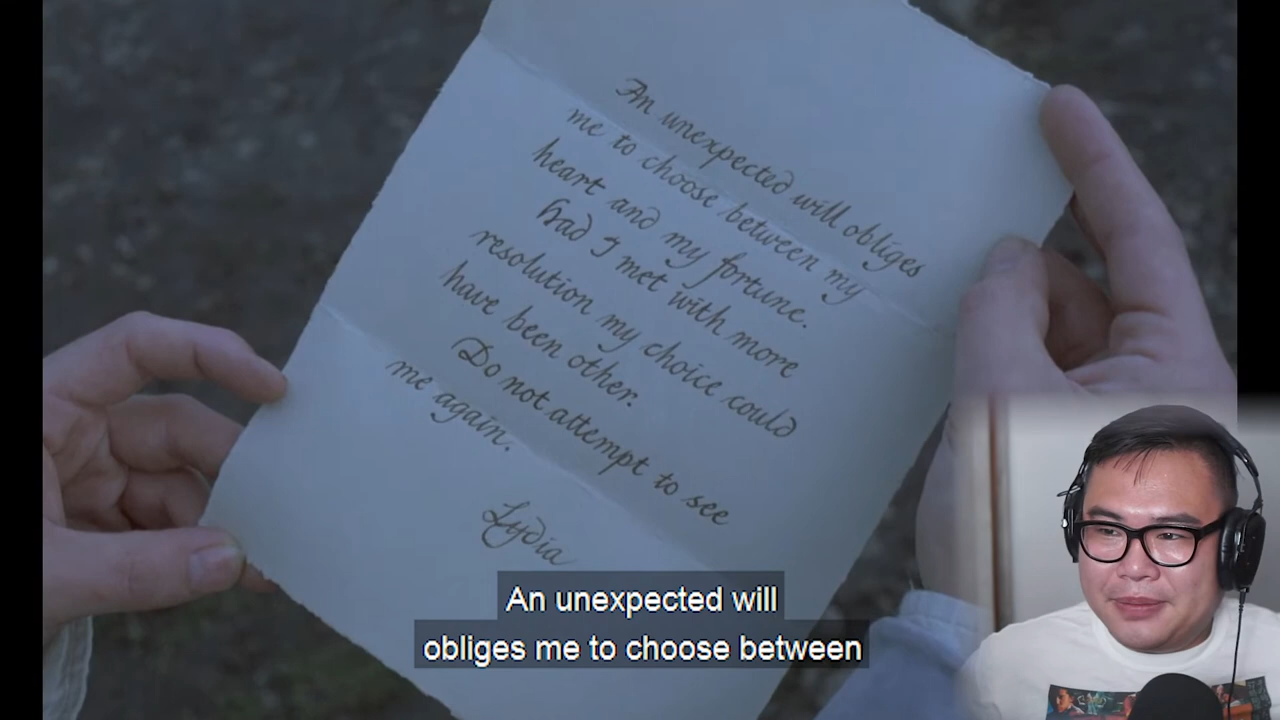 An unexpected will obliges
me to choose between my
heart and my fortune.
Had I met with more
resolution my choice could
have been other.
Do not attempt to see
me again.
Lydia
An unexpected will
obliges me to choose between